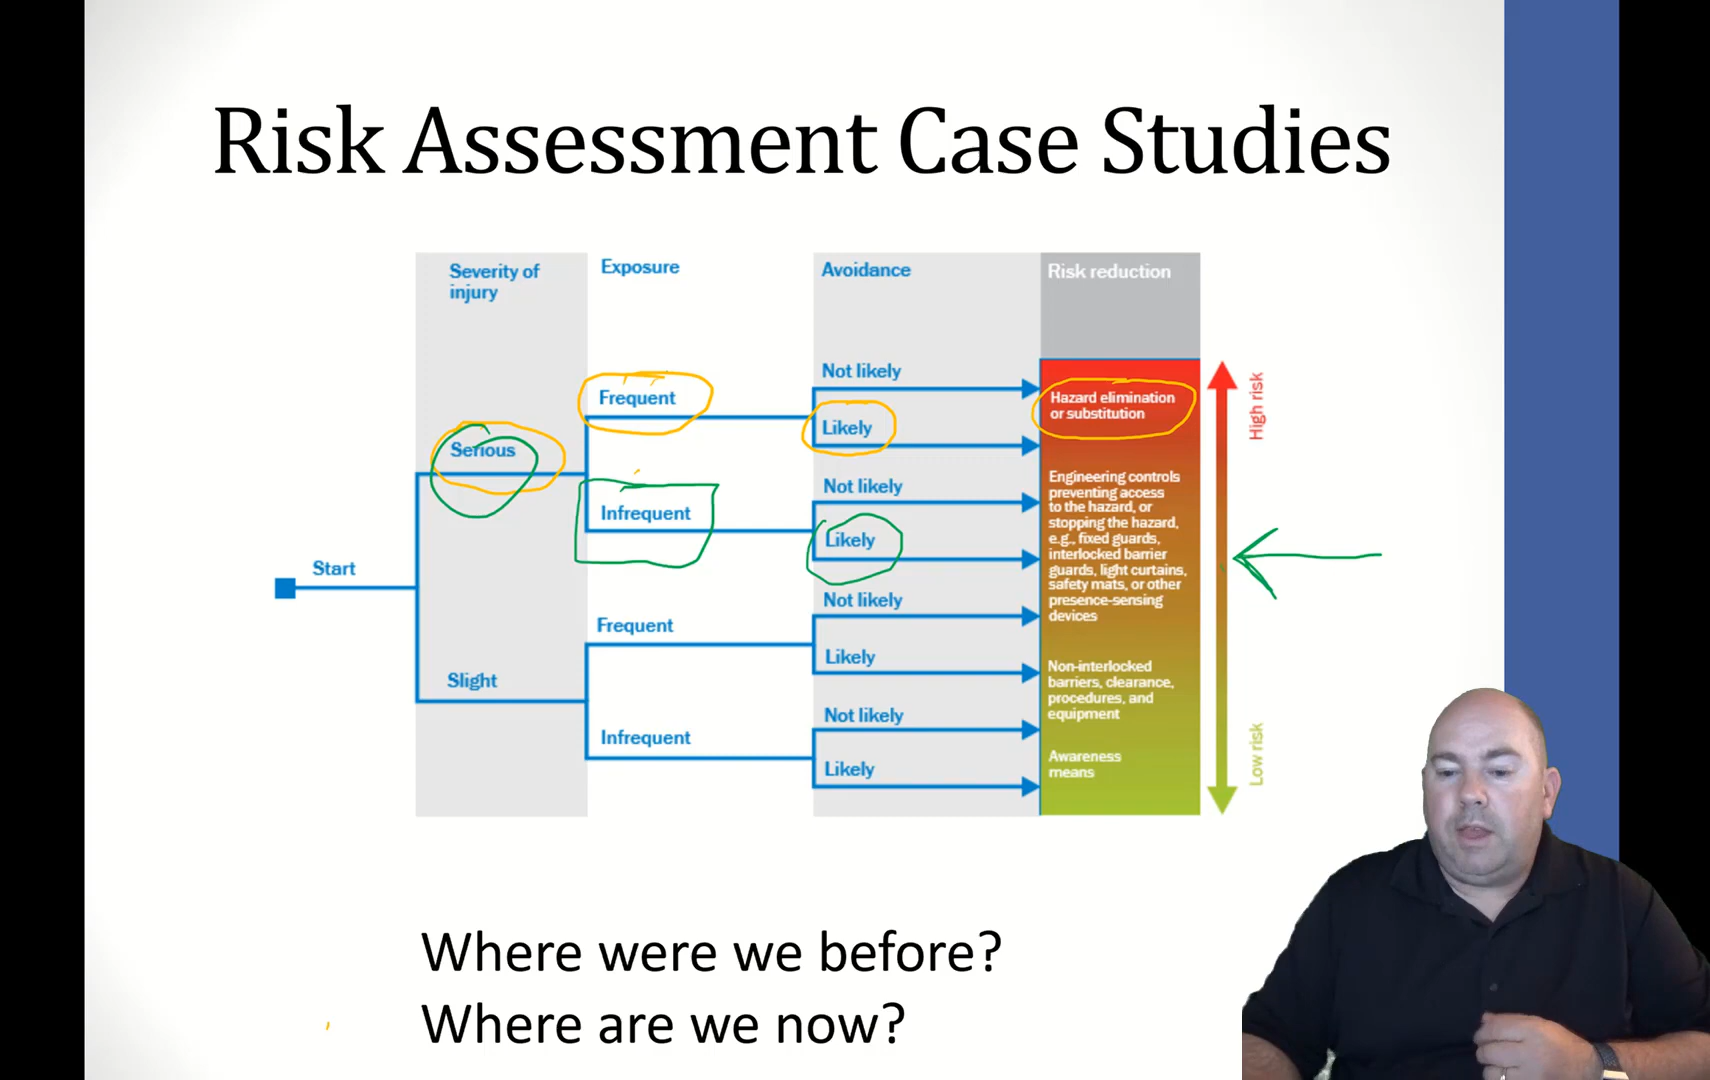 Risk Assessment Case Studies
Severity of
injury
Exposure
Avoidance
Risk reduction
Start
Serious
Slight
Frequent
Infrequent
Frequent
Infrequent
Not likely
Likely
Not likely
Likely
Not likely
Likely
Not likely
Likely
Hazard elimination
or substitution
Engineering controls
preventing access
to the hazard, or
stopping the hazard,
e.g., fixed guards,
interlocked barrier
guards, light curtains,
safety mats, or other
presence-sensing
devices
Non-interlocked
barriers, clearance,
procedures, and
equipment
Awareness
means
High risk
Low risk
Where were we before?
Where are we now?